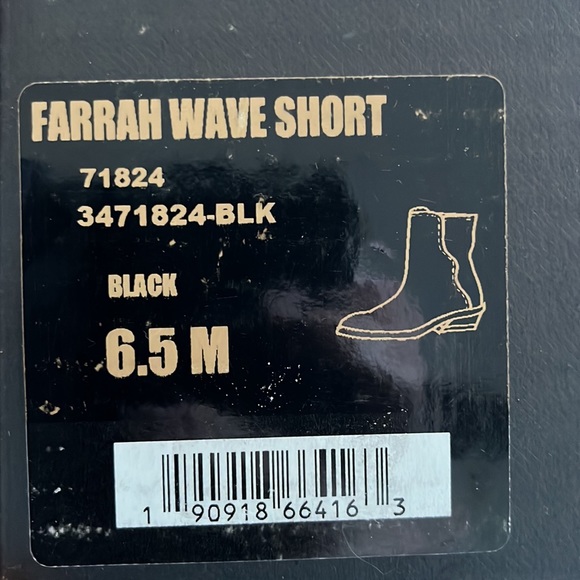 FARRAH WAVE SHORT
71824
3471824-BLK
BLACK
6.5 M
1 90918 66416 3